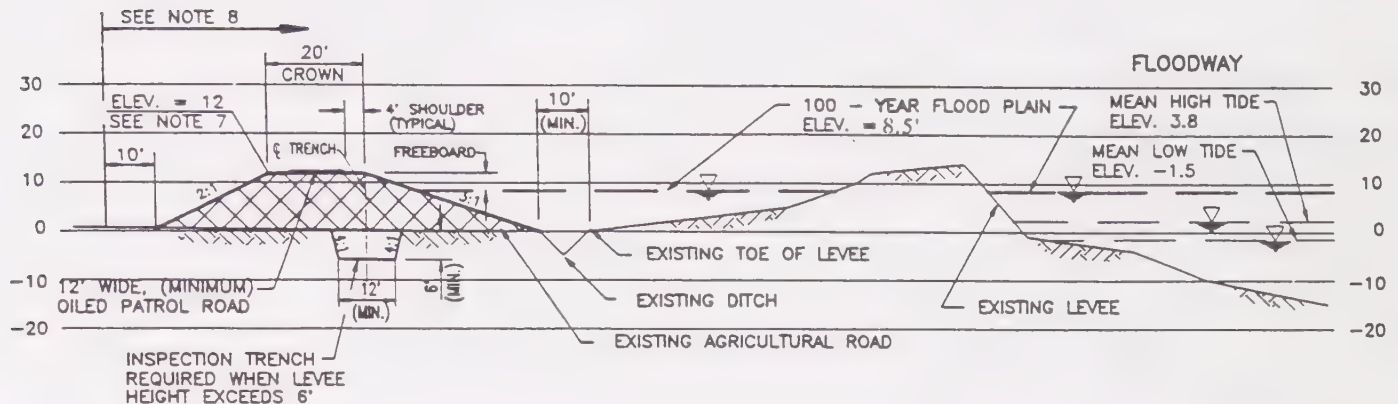 SEE NOTE 8
20'
CROWN
FLOODWAY
30
30
ELEV. = 12
SEE NOTE 7
4' SHOULDER
(TYPICAL)
10'
(MIN.)
100 - YEAR FLOOD PLAIN
ELEV. = 8.5'
MEAN HIGH TIDE
ELEV. 3.8
20
20
10'
℄ TRENCH
FREEBOARD
MEAN LOW TIDE
ELEV. -1.5
10
10
2:1
3:1
0
0
EXISTING TOE OF LEVEE
-10
-10
12' WIDE, (MINIMUM)
OILED PATROL ROAD
12'
(MIN.)
6'
(MIN.)
EXISTING DITCH
EXISTING LEVEE
-20
-20
EXISTING AGRICULTURAL ROAD
INSPECTION TRENCH
REQUIRED WHEN LEVEE
HEIGHT EXCEEDS 6'